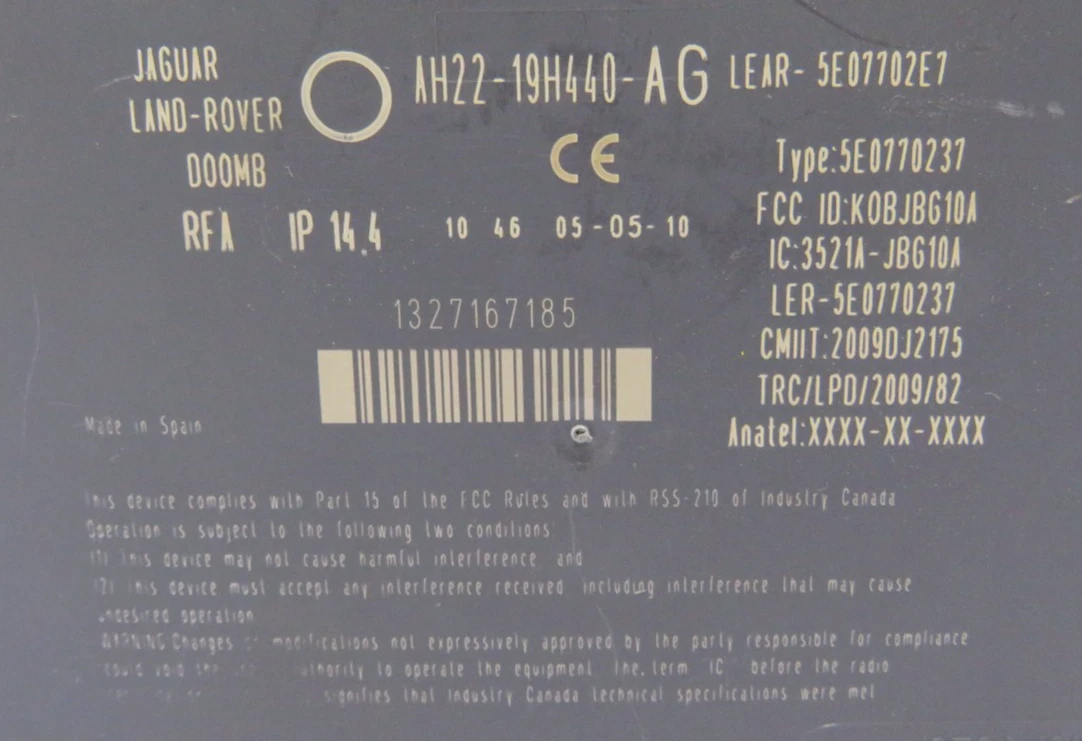 JAGUAR
LAND-ROVER
DOOMB
AH22-19H440-AG LEAR- 5E07702E7
CE
Type:5E0770237
FCC ID:KOBJBG10A
IC:3521A-JBG10A
LER-5E0770237
CMIIT:2009DJ2175
TRC/LPD/2009/82
Anatel:XXXX-XX-XXXX
RFA IP 14.4 10 46 05-05-10
1327167185
Made in Spain
This device complies with Part 15 of the FCC Rules and with RSS-210 of Industry Canada
Operation is subject to the following two conditions
(1) This device may not cause harmful interference, and
(2) This device must accept any interference received including interference that may cause
undesired operation
WARNING Changes or modifications not expressively approved by the party responsible for compliance
could void the authority to operate the equipment. The. term IC before the radio
signifies that Industry Canada technical specifications were met